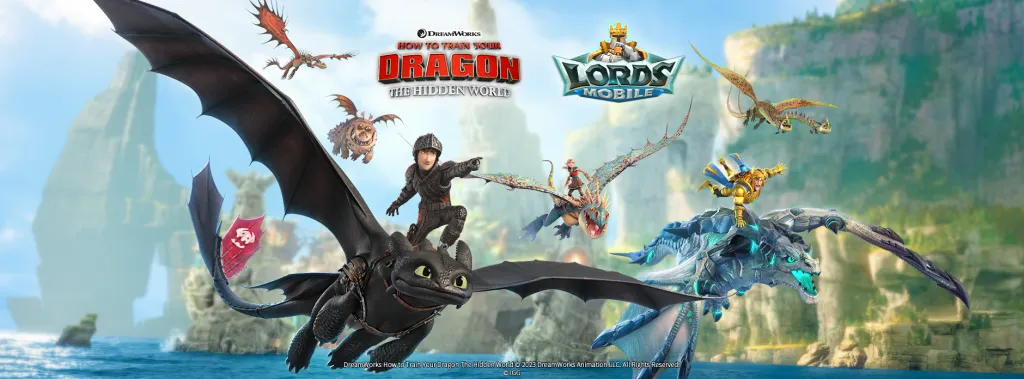 DREAMWORKS
HOW TO TRAIN YOUR
DRAGON
THE HIDDEN WORLD
LORDS
MOBILE
DreamWorks How to Train Your Dragon: The Hidden World © 2023 DreamWorks Animation LLC. All Rights Reserved.
© IGG